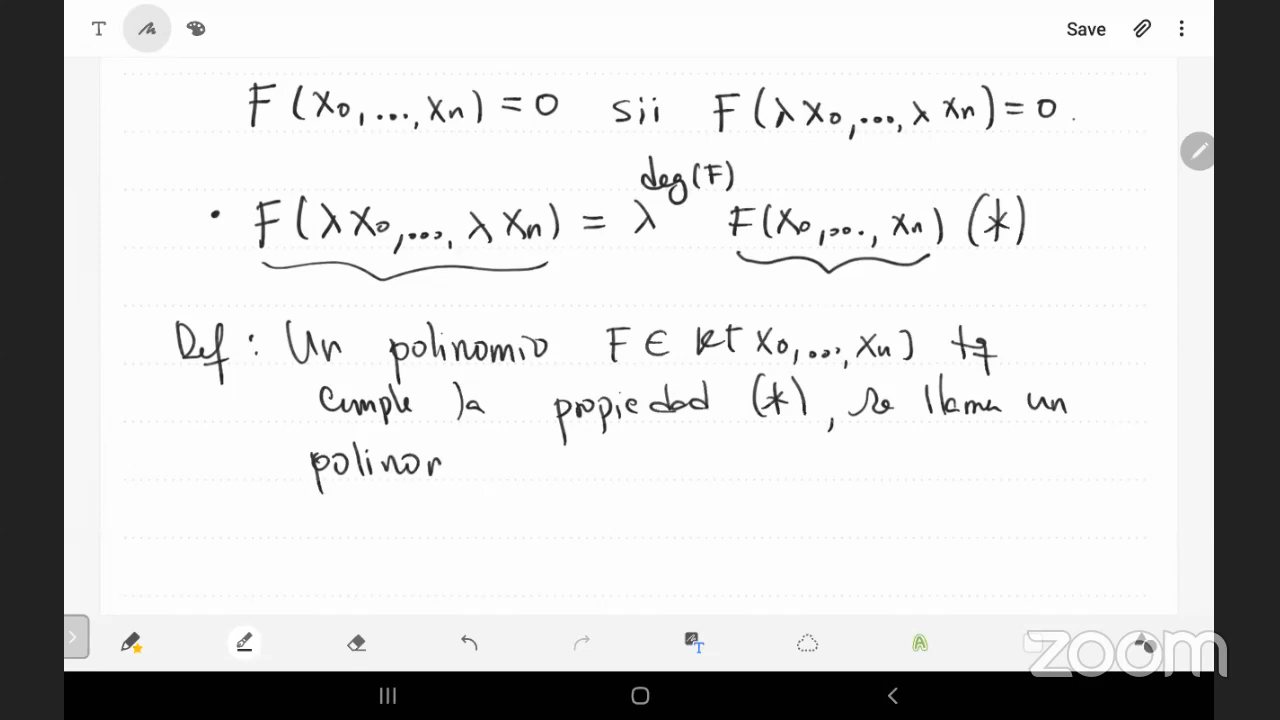 T
Save
F(x₀,...,xₙ) = 0 sii F(λx₀,...,λxₙ) = 0.
deg(F)
• F(λx₀,...,λxₙ) = λ F(x₀,...,xₙ) (*)
Def: Un polinomio F ∈ k[x₀,...,xₙ] tq
cumple la propiedad (*), se llama un
polinom
T
A
zoom